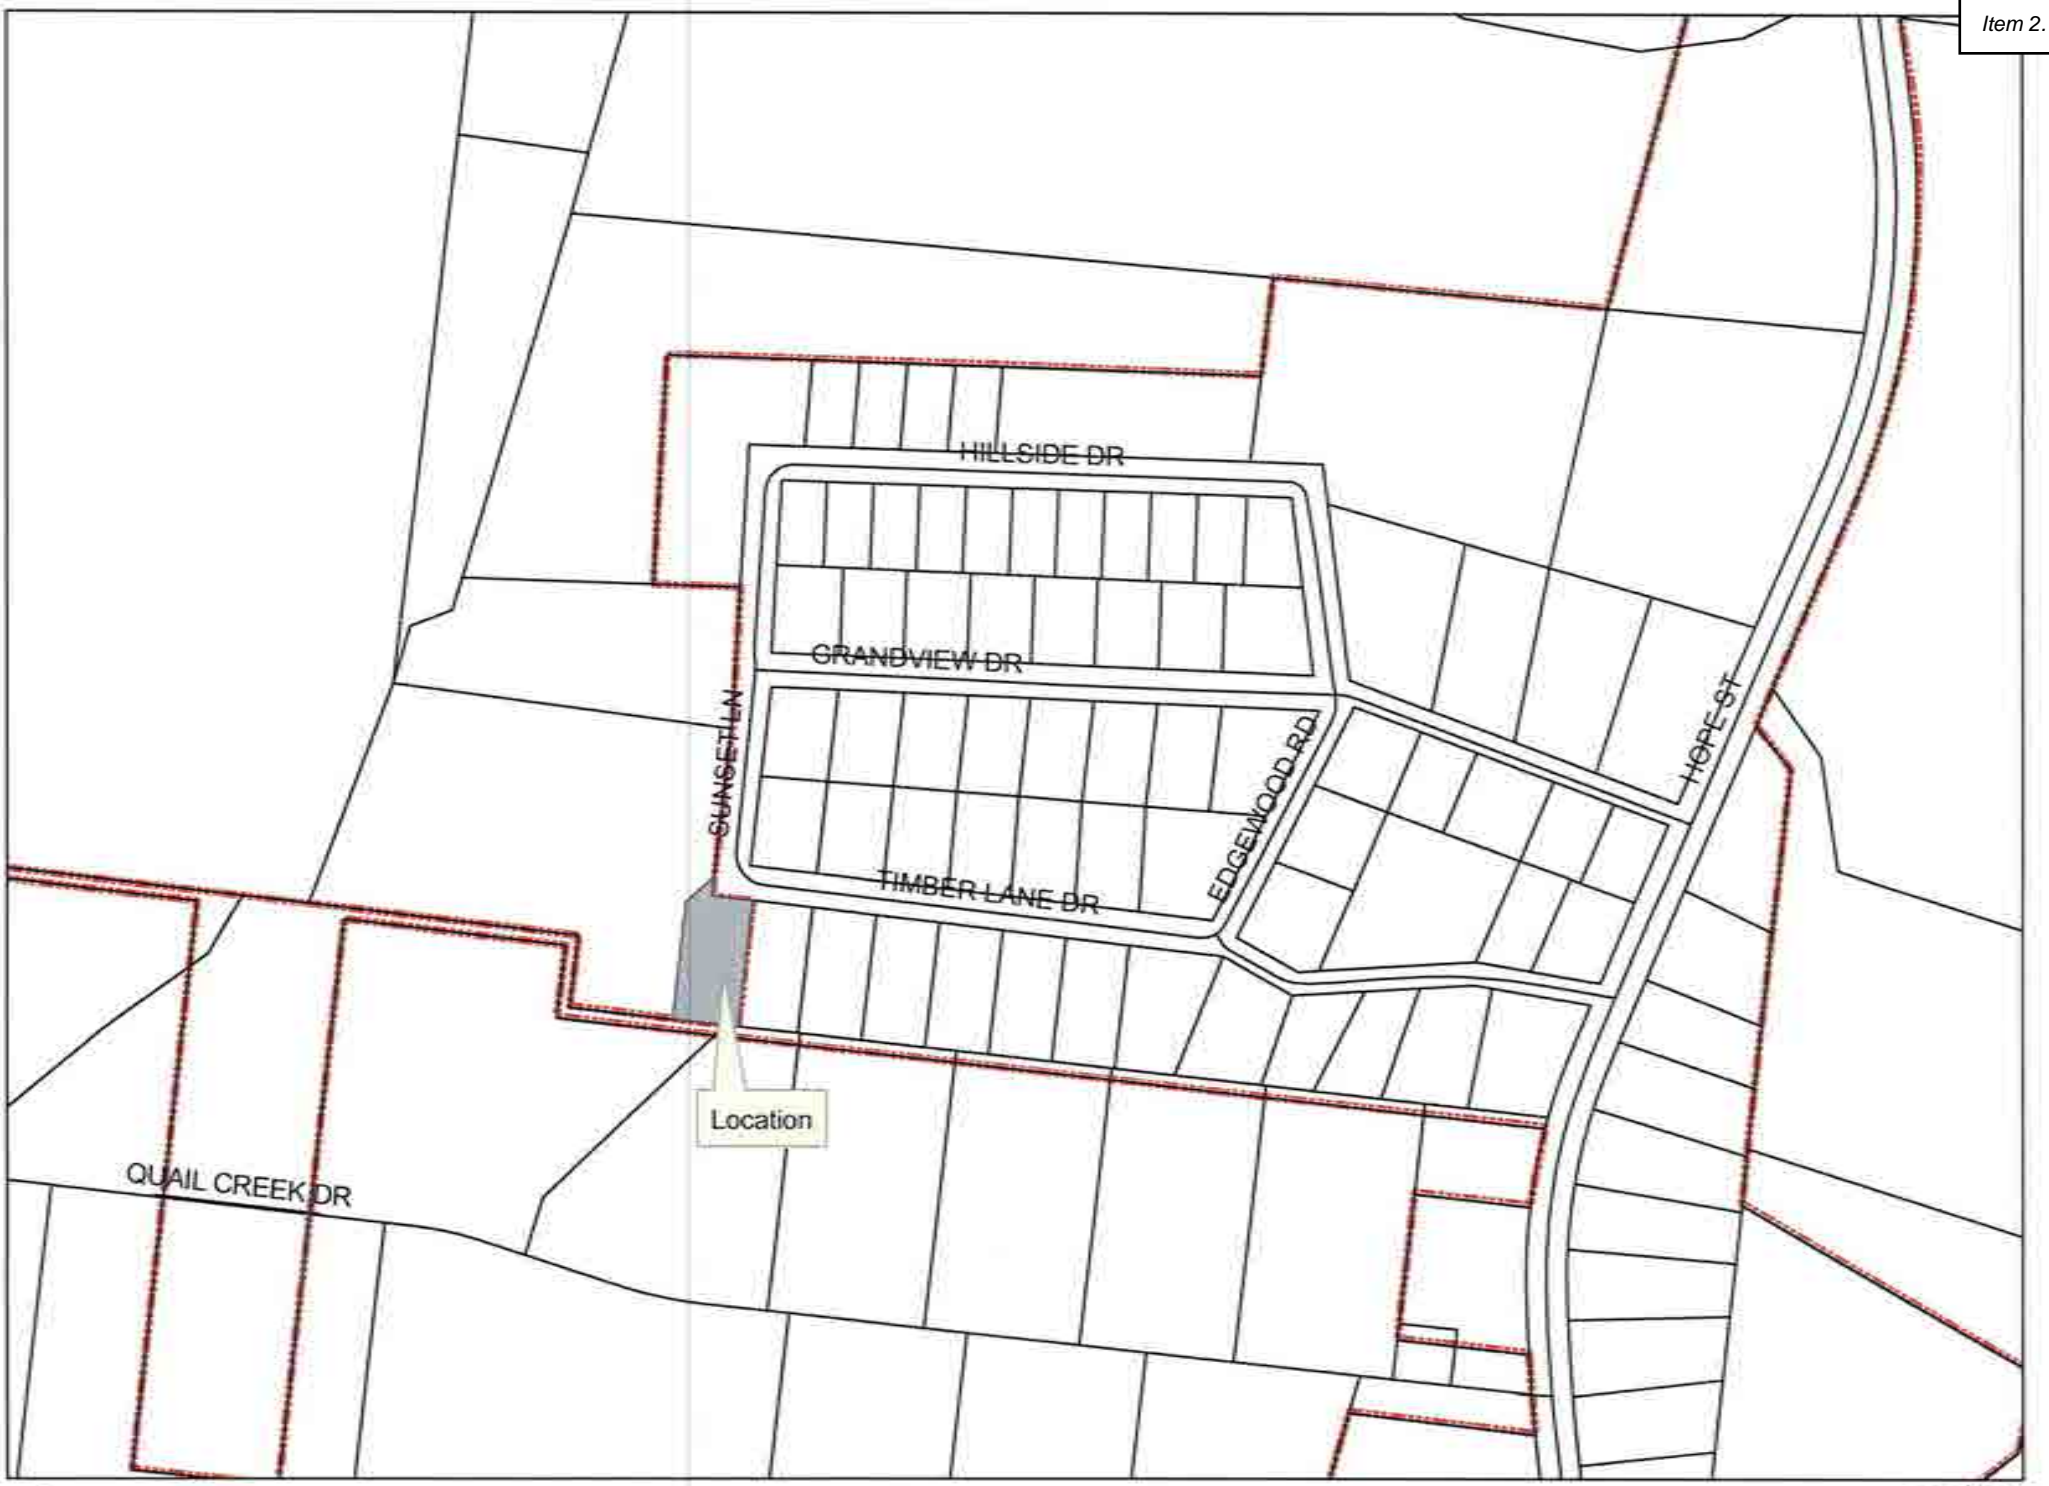 Item 2.
HILLSIDE DR
GRANDVIEW DR
SUNSET LN
HOPE ST
EDGEWOOD RD
TIMBER LANE DR
Location
QUAIL CREEK DR